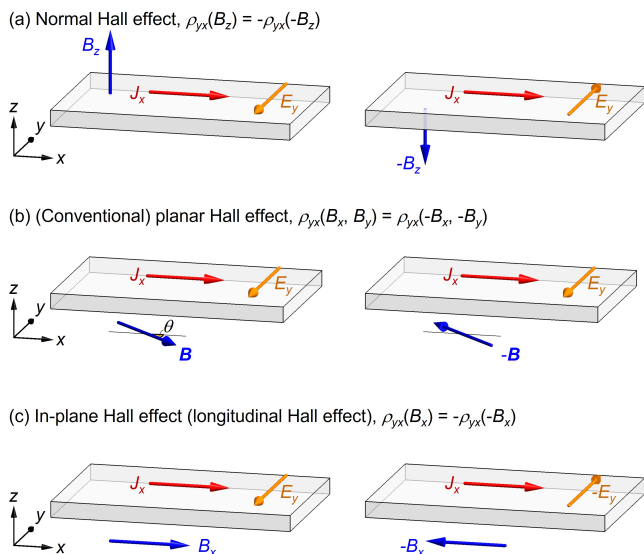 (a) Normal Hall effect, ρyx(Bz) = -ρyx(-Bz)
Bz
Jx
Ey
z
y
x
Jx
Ey
-Bz
(b) (Conventional) planar Hall effect, ρyx(Bx, By) = ρyx(-Bx, -By)
Jx
Ey
z
y
x
θ
B
Jx
Ey
-B
(c) In-plane Hall effect (longitudinal Hall effect), ρyx(Bx) = -ρyx(-Bx)
Jx
Ey
z
y
x
Bx
Jx
-Ey
-Bx